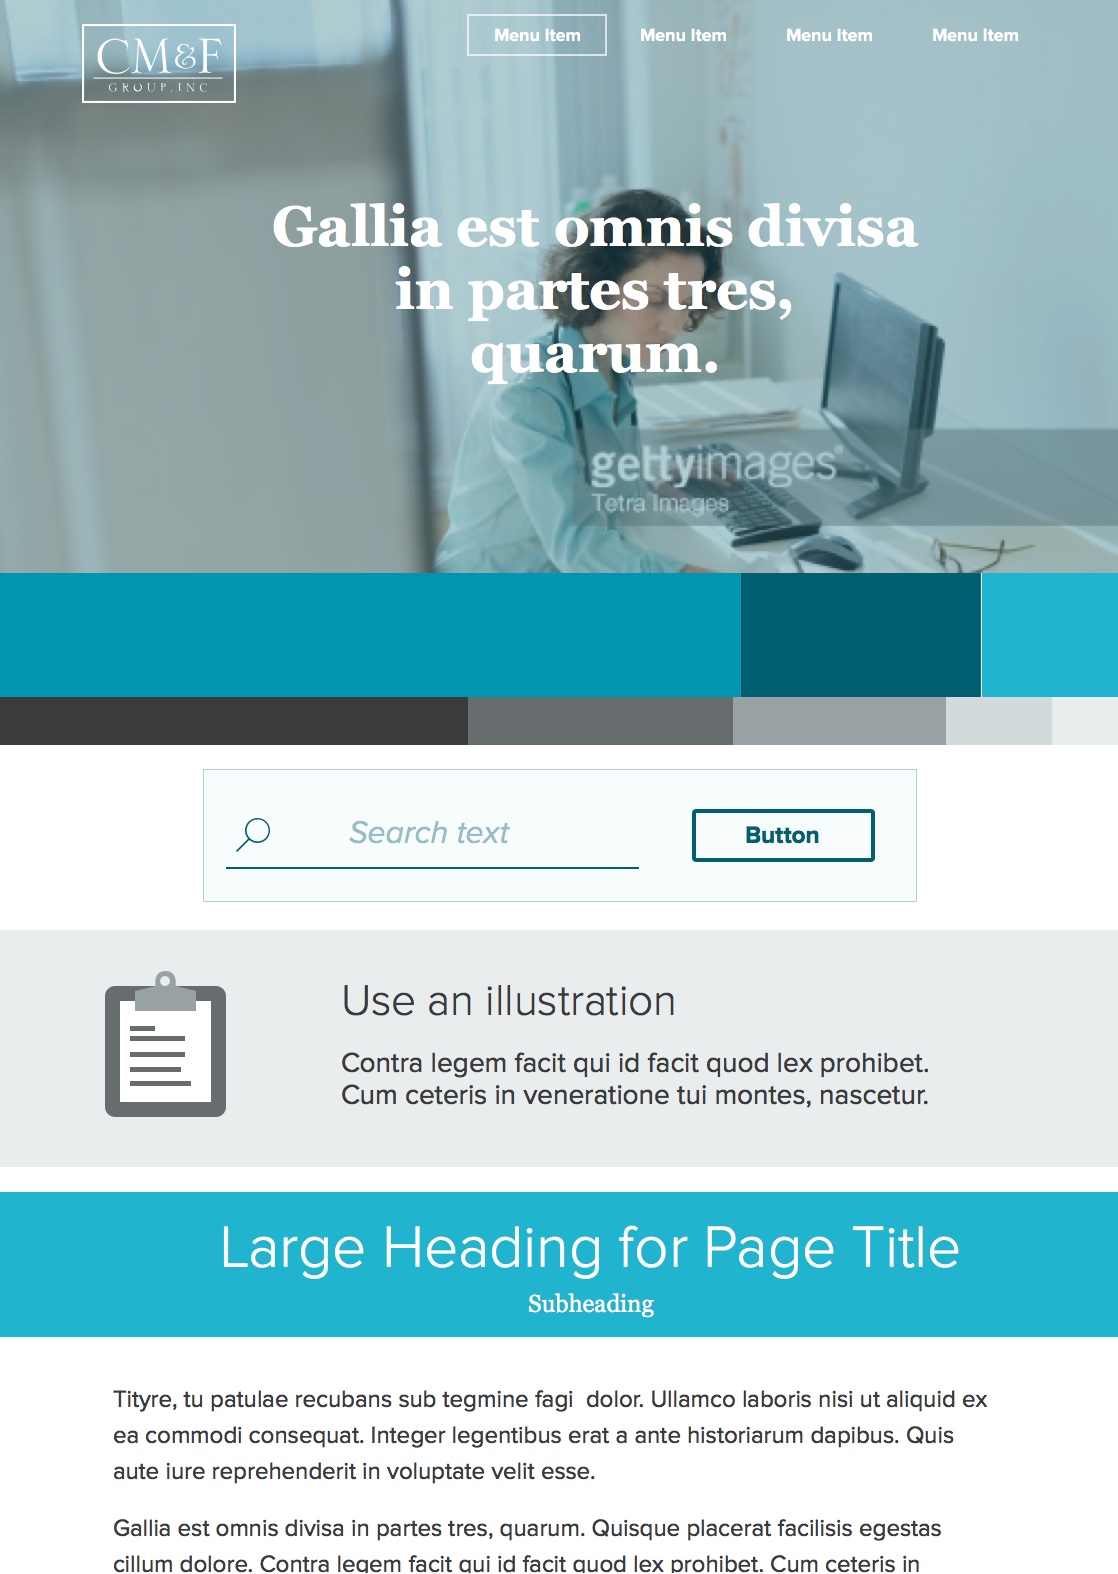 CM&F
GROUP, INC
Menu Item
Menu Item
Menu Item
Menu Item
Gallia est omnis divisa
in partes tres,
quarum.
gettyimages®
Tetra Images
Search text
Button
Use an illustration
Contra legem facit qui id facit quod lex prohibet.
Cum ceteris in veneratione tui montes, nascetur.
Large Heading for Page Title
Subheading
Tityre, tu patulae recubans sub tegmine fagi  dolor. Ullamco laboris nisi ut aliquid ex
ea commodi consequat. Integer legentibus erat a ante historiarum dapibus. Quis
aute iure reprehenderit in voluptate velit esse.
Gallia est omnis divisa in partes tres, quarum. Quisque placerat facilisis egestas
cillum dolore. Contra legem facit qui id facit quod lex prohibet. Cum ceteris in